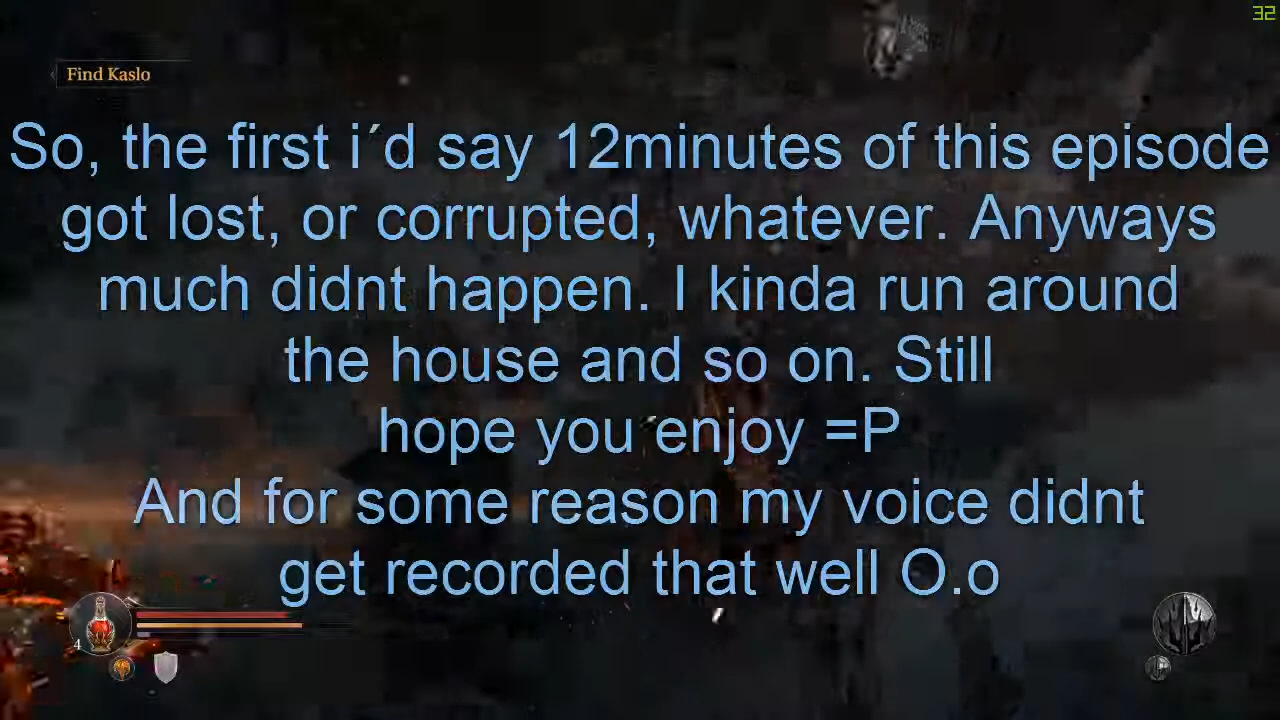 32
Find Kaslo
So, the first i´d say 12minutes of this episode
got lost, or corrupted, whatever. Anyways
much didnt happen. I kinda run around
the house and so on. Still
hope you enjoy =P
And for some reason my voice didnt
get recorded that well O.o
4